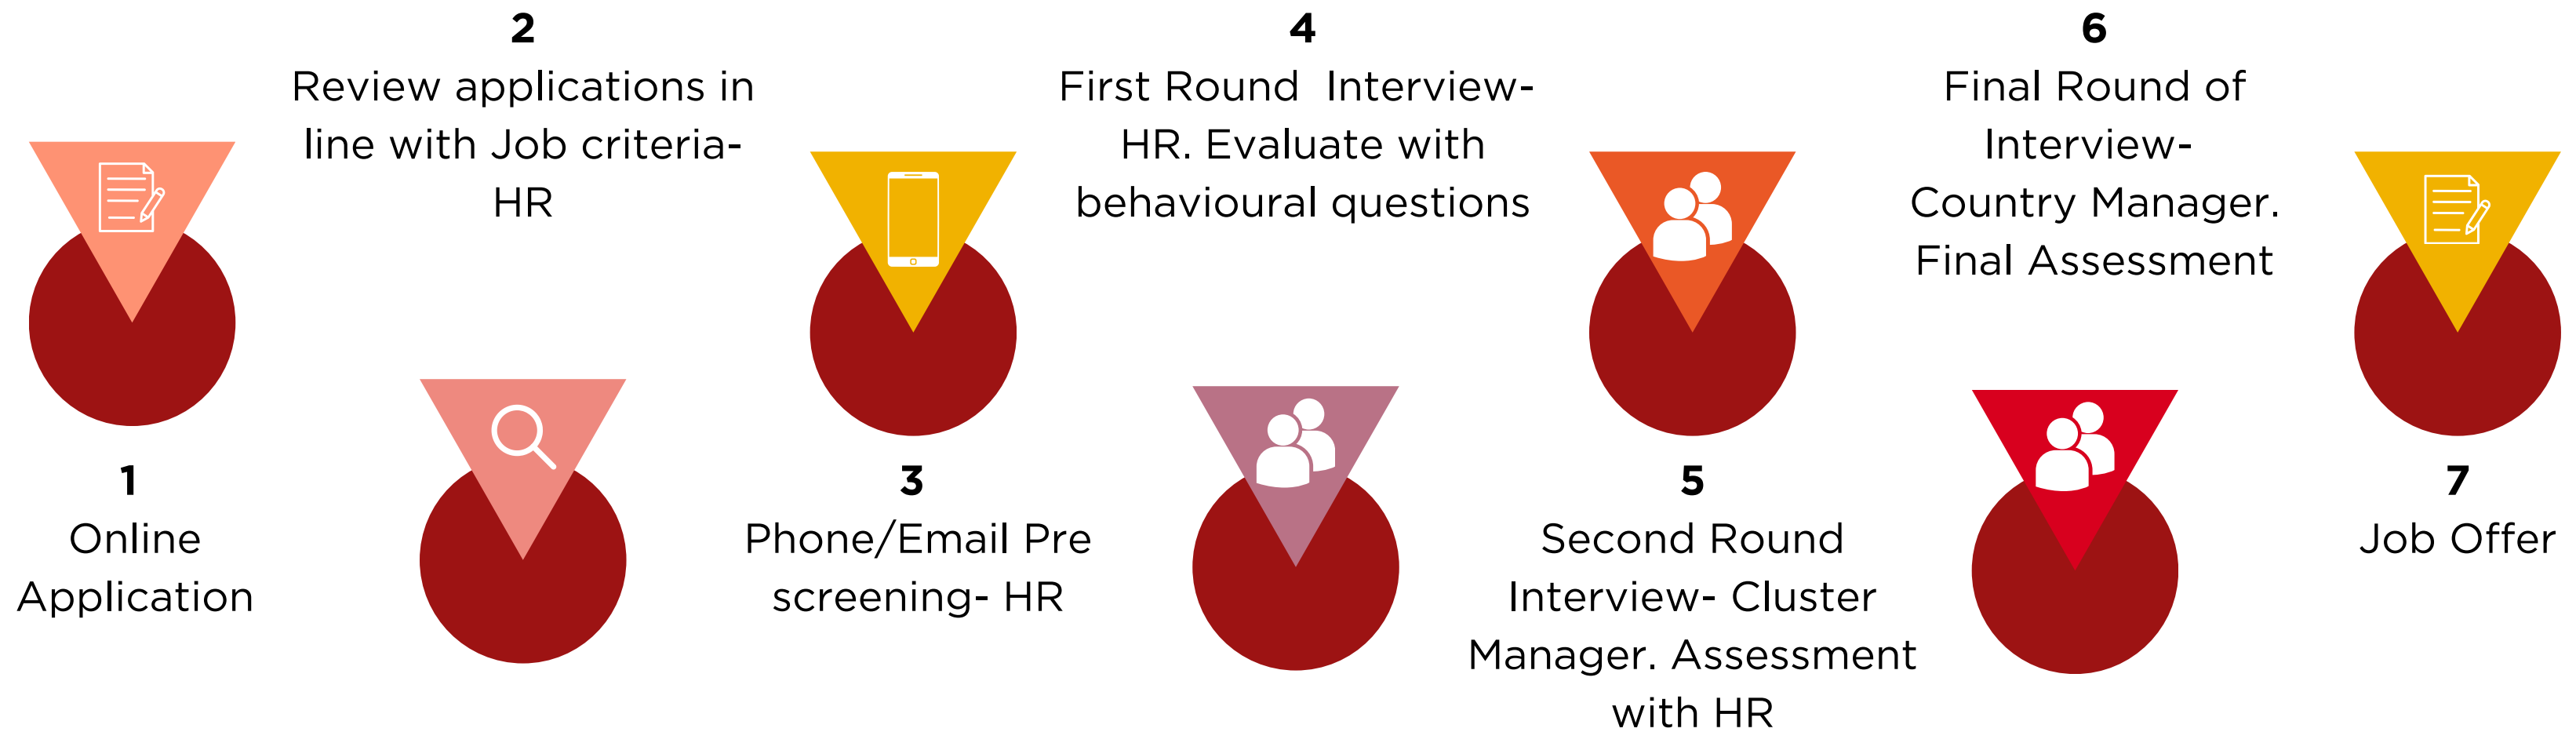 1
Online
Application
2
Review applications in
line with Job criteria-
HR
3
Phone/Email Pre
screening- HR
4
First Round  Interview-
HR. Evaluate with
behavioural questions
5
Second Round
Interview- Cluster
Manager. Assessment
with HR
6
Final Round of
Interview-
Country Manager.
Final Assessment
7
Job Offer